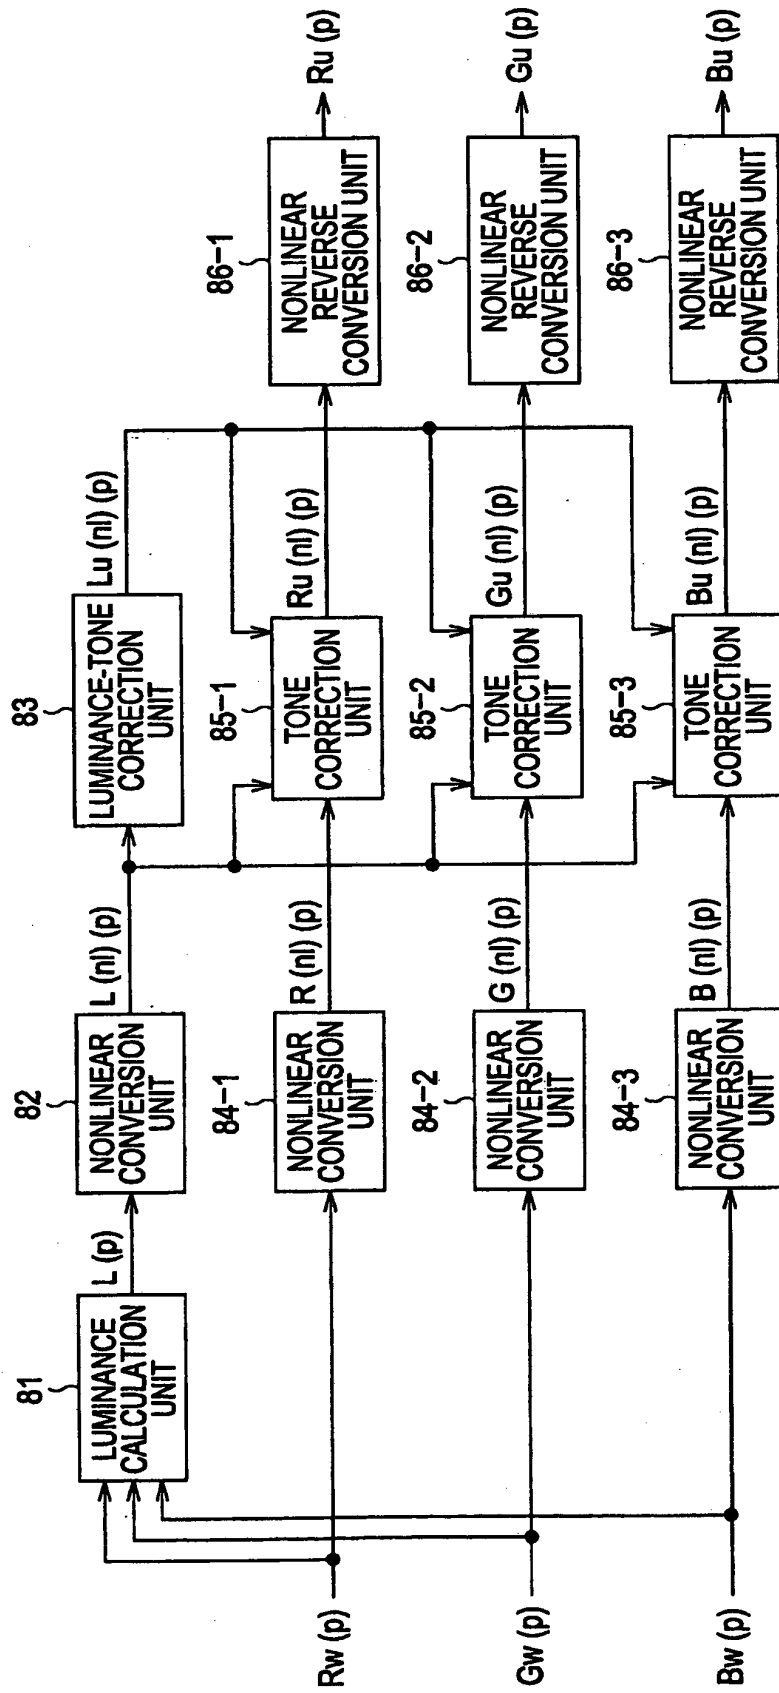 81
LUMINANCE
CALCULATION
UNIT
L (p)
82
NONLINEAR
CONVERSION
UNIT
L (nl) (p)
83
LUMINANCE-TONE
CORRECTION
UNIT
Lu (nl) (p)
Rw (p)
84-1
NONLINEAR
CONVERSION
UNIT
R (nl) (p)
85-1
TONE
CORRECTION
UNIT
Ru (nl) (p)
86-1
NONLINEAR
REVERSE
CONVERSION UNIT
Ru (p)
Gw (p)
84-2
NONLINEAR
CONVERSION
UNIT
G (nl) (p)
85-2
TONE
CORRECTION
UNIT
Gu (nl) (p)
86-2
NONLINEAR
REVERSE
CONVERSION UNIT
Gu (p)
Bw (p)
84-3
NONLINEAR
CONVERSION
UNIT
B (nl) (p)
85-3
TONE
CORRECTION
UNIT
Bu (nl) (p)
86-3
NONLINEAR
REVERSE
CONVERSION UNIT
Bu (p)